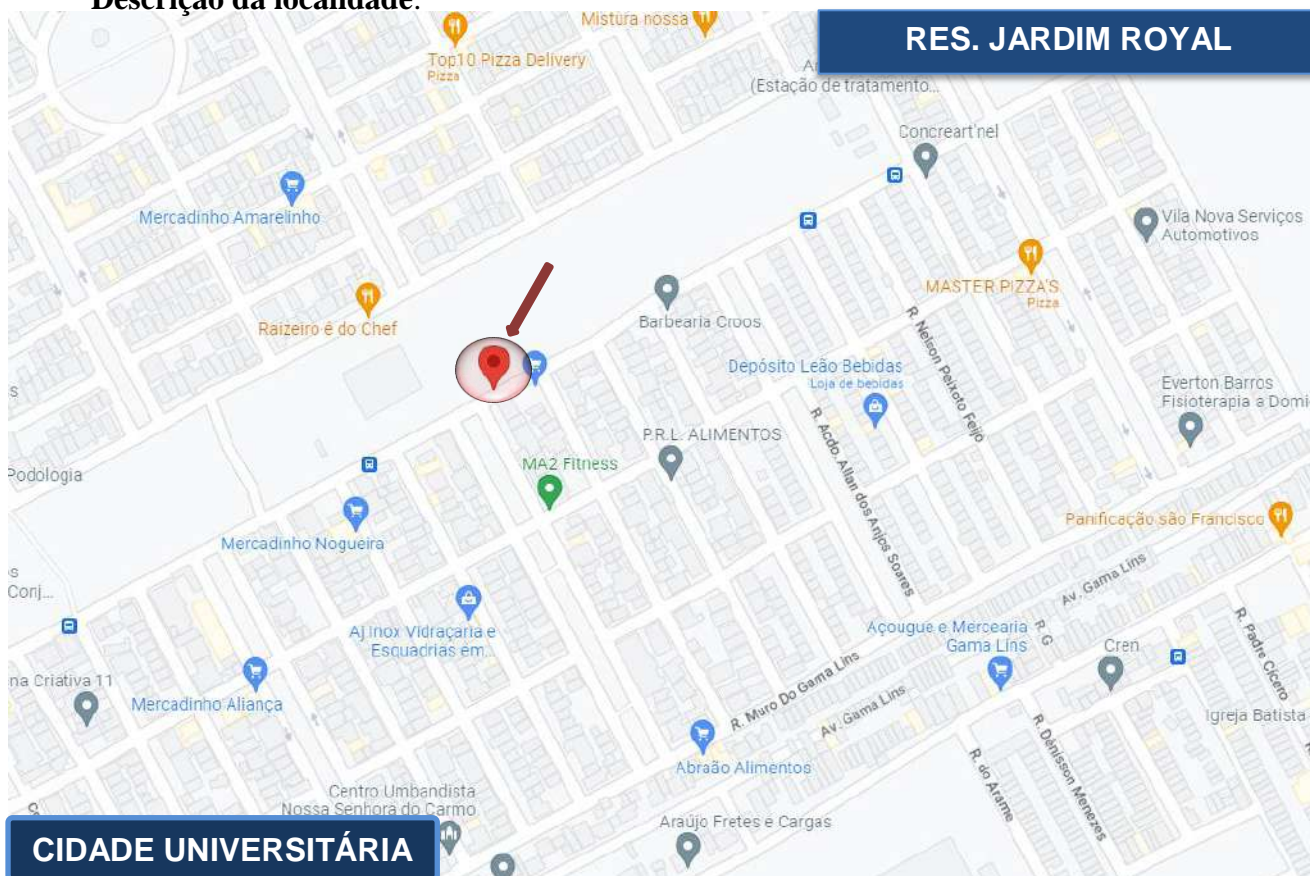 Descrição da localidade:
Mistura nossa
RES. JARDIM ROYAL
Top10 Pizza Delivery
Pizza
(Estação de tratamento...
Concreart'nel
Mercadinho Amarelinho
Vila Nova Serviços
Automotivos
MASTER PIZZA'S
Pizza
Raizeiro é do Chef
Barbearia Croos
R. Nelson Peixoto Feijó
Depósito Leão Bebidas
Loja de bebidas
Everton Barros
Fisioterapia a Domi
s
P.R.L. ALIMENTOS
R. Acdo. Allan dos Anjos Soares
Podologia
MA2 Fitness
Panificação são Francisco
Mercadinho Nogueira
os
Conj...
Av. Gama Lins
Aj Inox Vidraçaria e
Esquadrias em...
Açougue e Mercearia
Gama Lins
R. G
Cren
R. Padre Cícero
na Criativa 11
Mercadinho Aliança
R. Muro Do Gama Lins
Av. Gama Lins
Igreja Batista
Abraão Alimentos
R. do Arame
R. Dênisson Menezes
Centro Umbandista
Nossa Senhora do Carmo
Araújo Fretes e Cargas
CIDADE UNIVERSITÁRIA